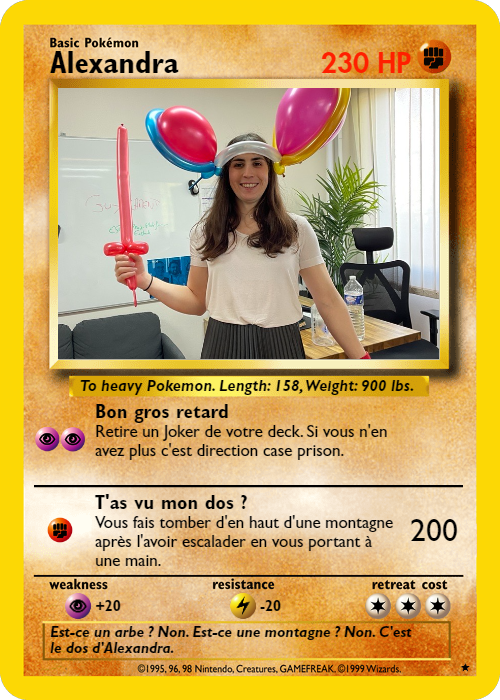 Basic Pokémon
Alexandra
230 HP
To heavy Pokemon. Length: 158, Weight: 900 lbs.
Bon gros retard
Retire un Joker de votre deck. Si vous n'en
avez plus c'est direction case prison.
T'as vu mon dos ?
Vous fais tomber d'en haut d'une montagne
après l'avoir escalader en vous portant à
une main.
200
weakness
resistance
retreat cost
+20
-20
Est-ce un arbe ? Non. Est-ce une montagne ? Non. C'est
le dos d'Alexandra.
©1995, 96, 98 Nintendo, Creatures, GAMEFREAK. ©1999 Wizards.